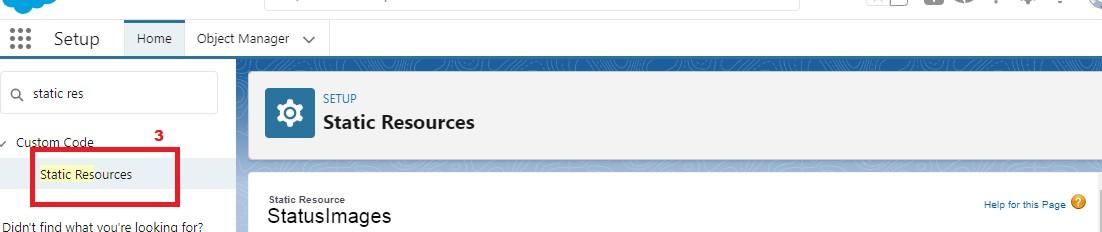 Setup
Home
Object Manager
static res
SETUP
Static Resources
Custom Code
3
Static Resources
Static Resource
StatusImages
Help for this Page ?
Didn't find what you're looking for?